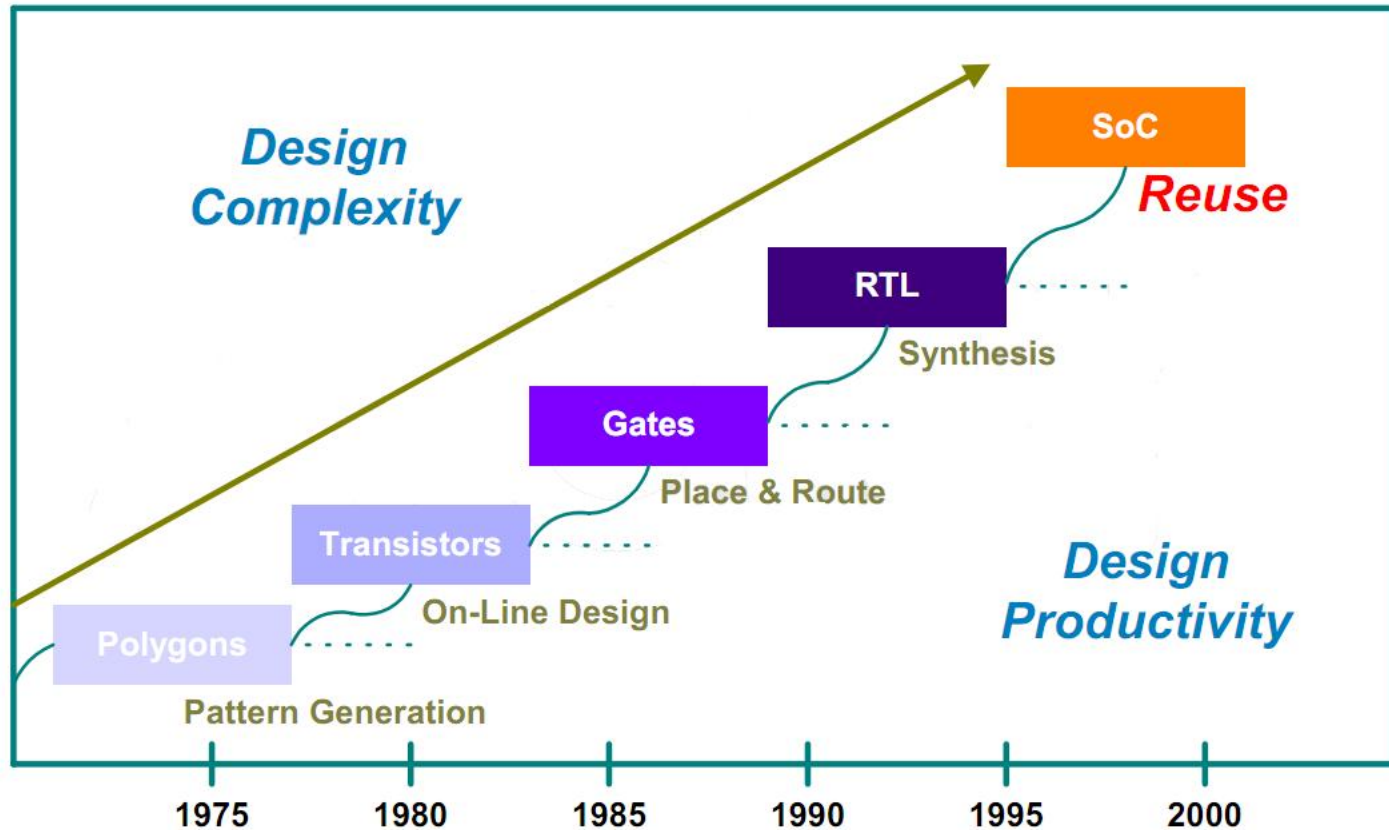 Design
Complexity
SoC
Reuse
RTL
Synthesis
Gates
Place & Route
Transistors
On-Line Design
Design
Productivity
Polygons
Pattern Generation
1975 1980 1985 1990 1995 2000